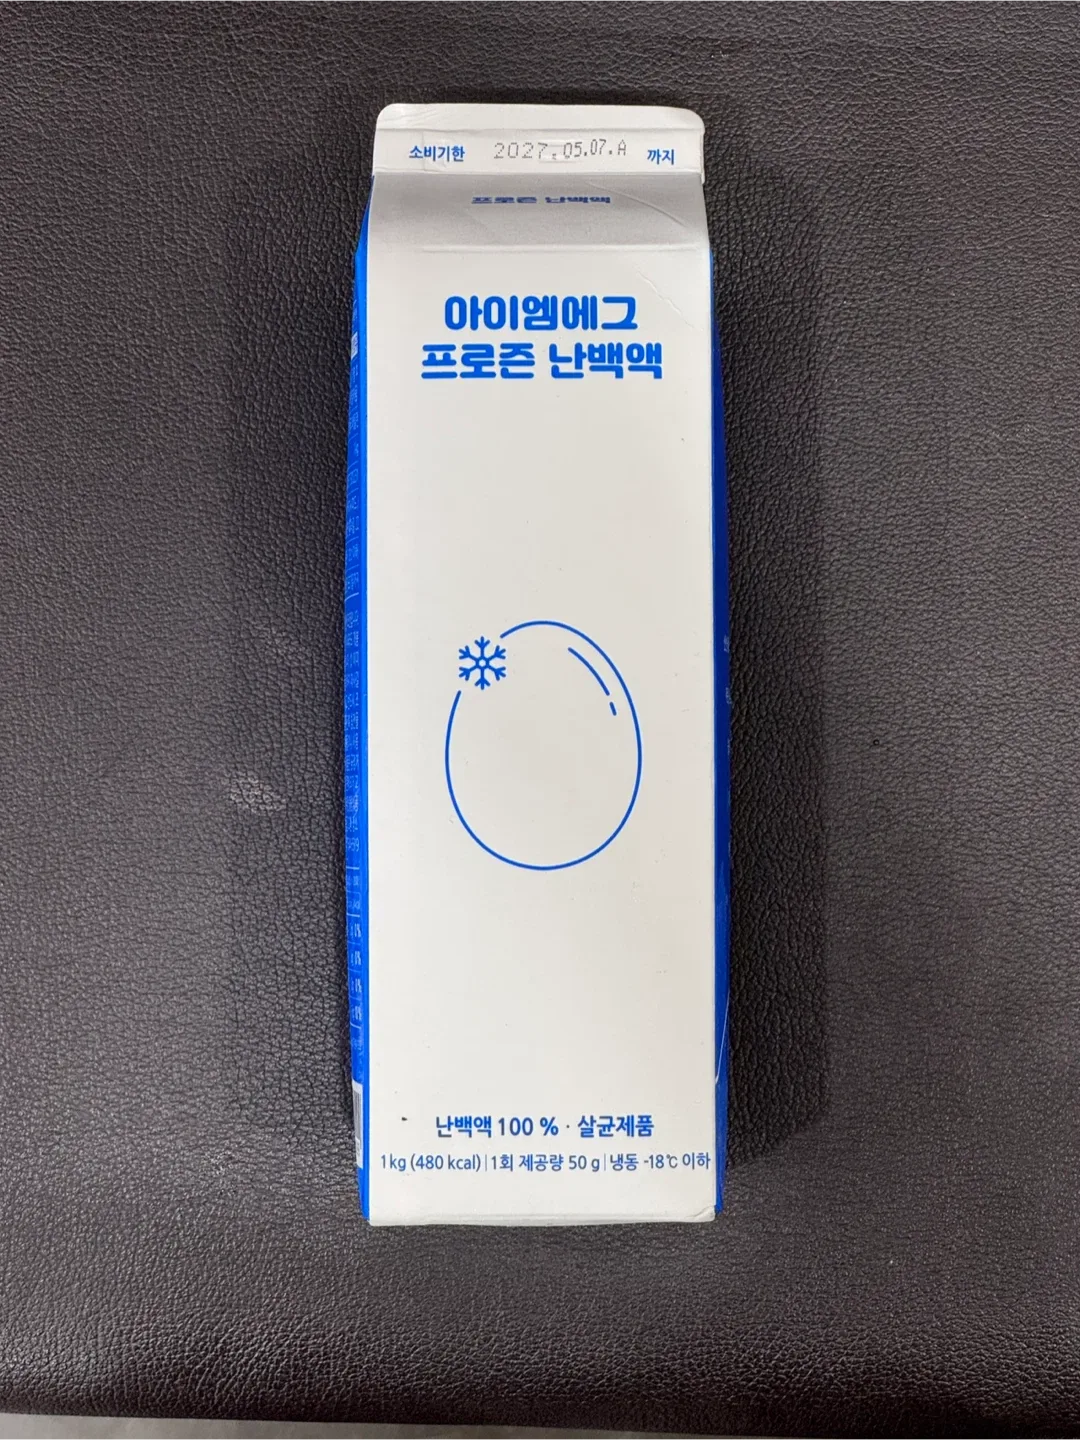 소비기한 2027.05.07.A 까지
프로즌 난백액
아이엠에그
프로즌 난백액
난백액 100 % · 살균제품
1kg (480 kcal) | 1회 제공량 50 g | 냉동 -18℃ 이하